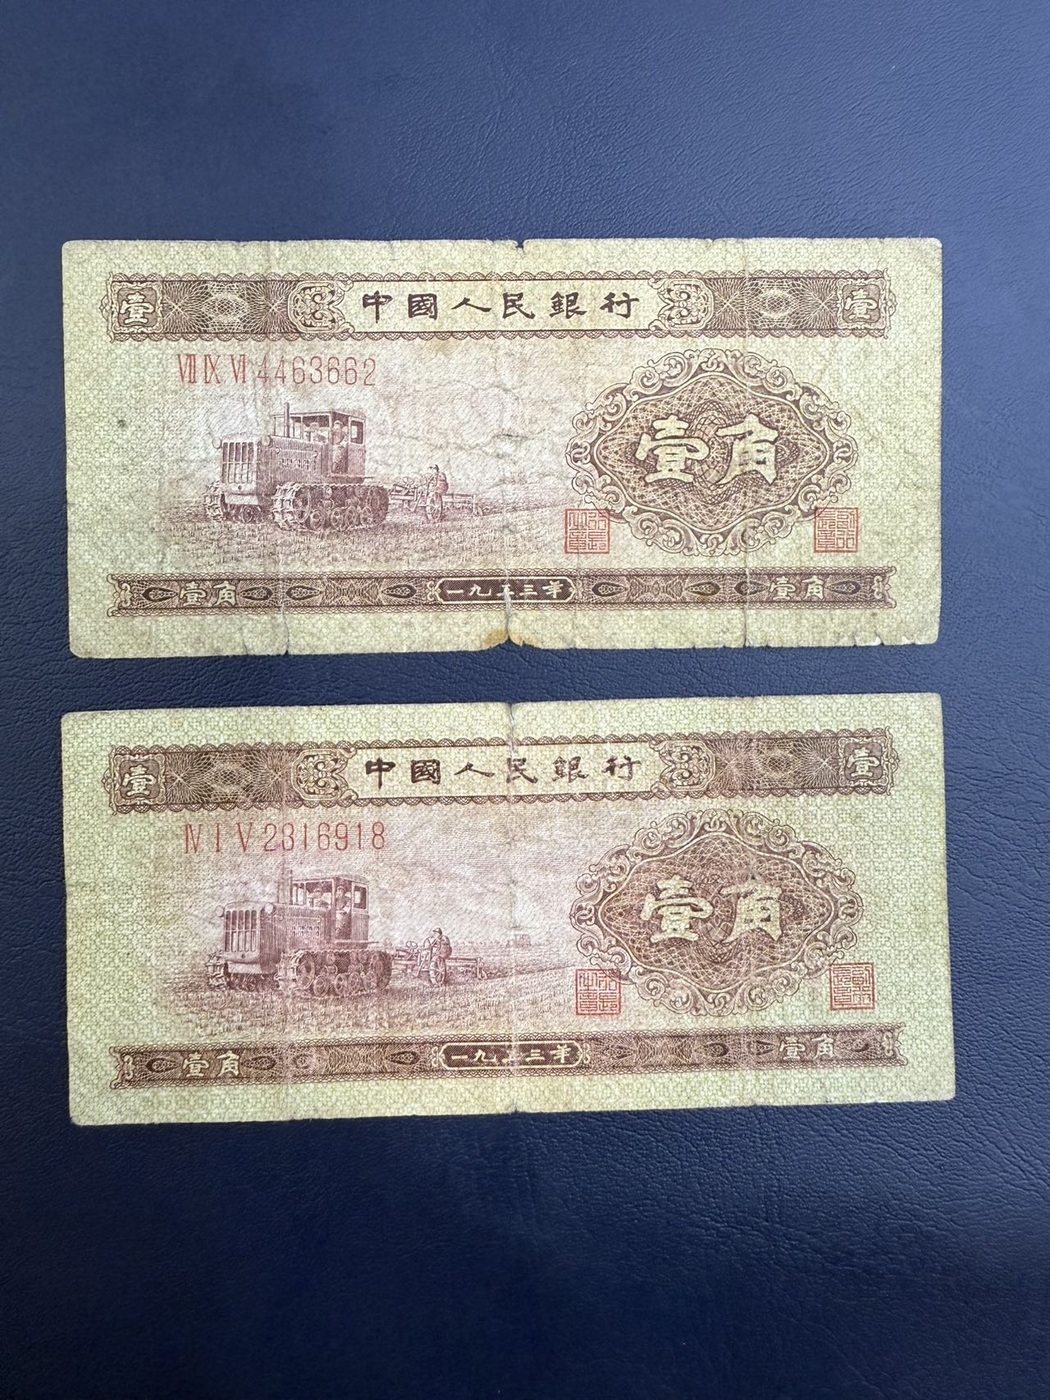 壹 中國人民銀行 壹
Ⅶ Ⅸ Ⅵ 4463662
壹角
壹角 一九五三年 壹角
壹 中國人民銀行 壹
Ⅳ Ⅰ Ⅴ 2316918
壹角
壹角 一九五三年 壹角